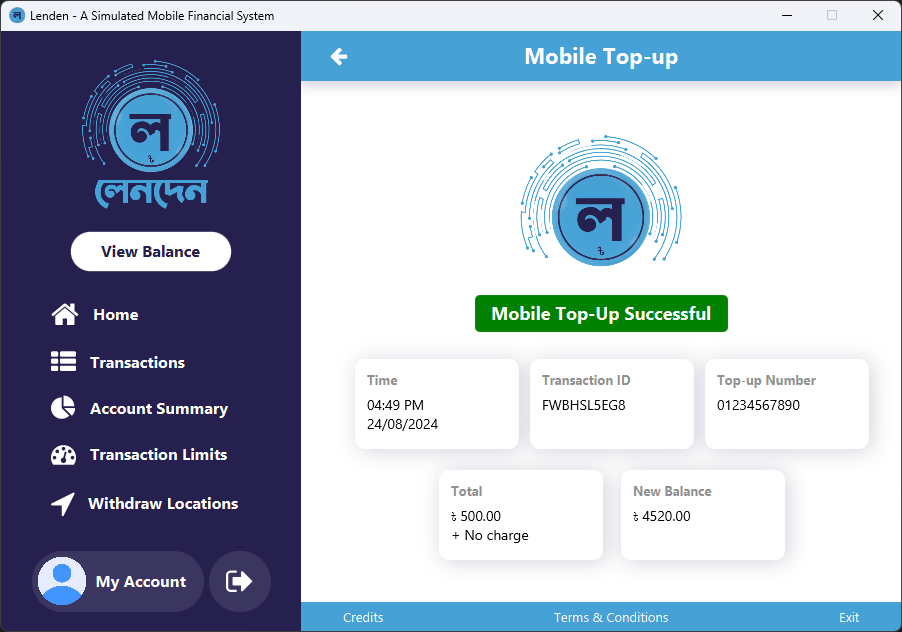 ল Lenden - A Simulated Mobile Financial System
ল
৳
লেনদেন
View Balance
Home
Transactions
Account Summary
Transaction Limits
Withdraw Locations
My Account
Mobile Top-up
ল
৳
Mobile Top-Up Successful
Time
04:49 PM
24/08/2024
Transaction ID
FWBHSL5EG8
Top-up Number
01234567890
Total
৳ 500.00
+ No charge
New Balance
৳ 4520.00
Credits
Terms & Conditions
Exit